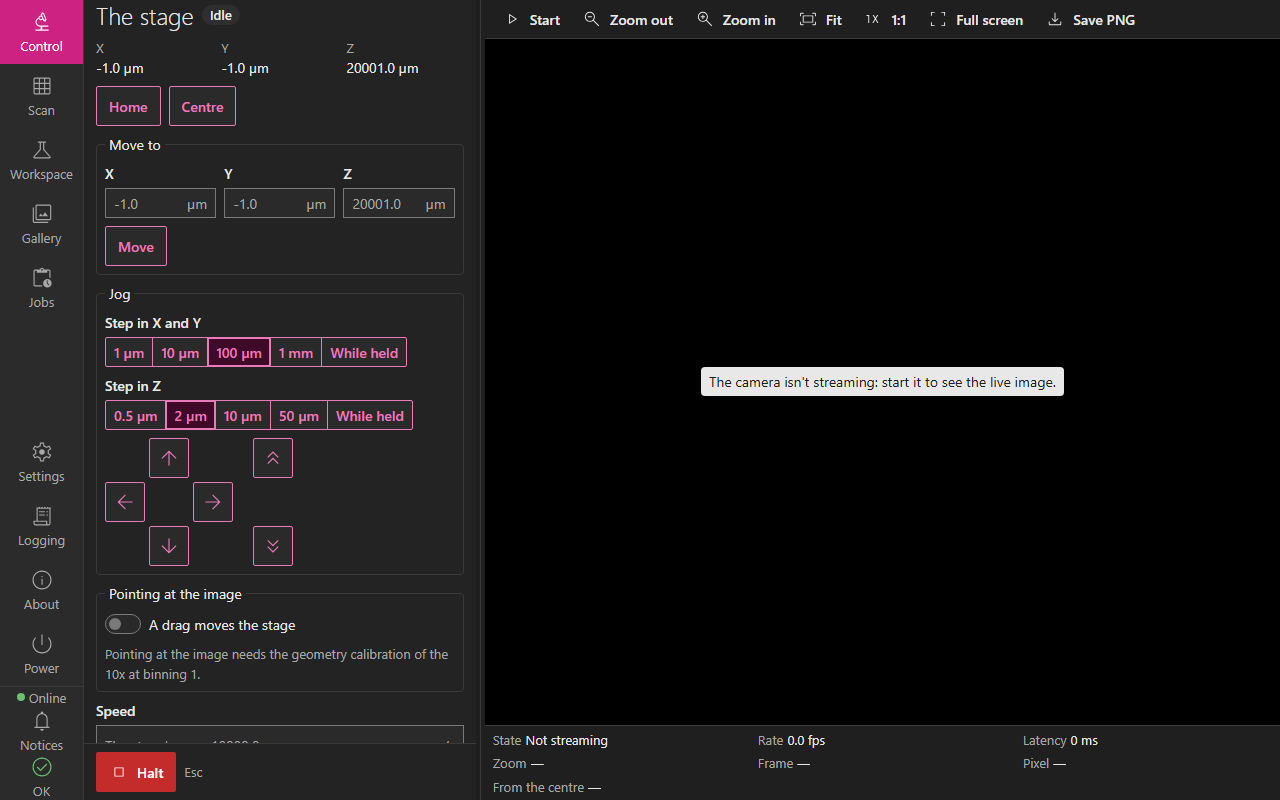 Control
Scan
Workspace
Gallery
Jobs
Settings
Logging
About
Power
Online
Notices
OK
The stage Idle
X Y Z
-1.0 µm -1.0 µm 20001.0 µm
Home Centre
Move to
X Y Z
-1.0 µm -1.0 µm 20001.0 µm
Move
Jog
Step in X and Y
1 µm 10 µm 100 µm 1 mm While held
Step in Z
0.5 µm 2 µm 10 µm 50 µm While held
Pointing at the image
A drag moves the stage
Pointing at the image needs the geometry calibration of the
10x at binning 1.
Speed
Halt Esc
Start Zoom out Zoom in Fit 1X 1:1 Full screen Save PNG
The camera isn't streaming: start it to see the live image.
State Not streaming Rate 0.0 fps Latency 0 ms
Zoom — Frame — Pixel —
From the centre —